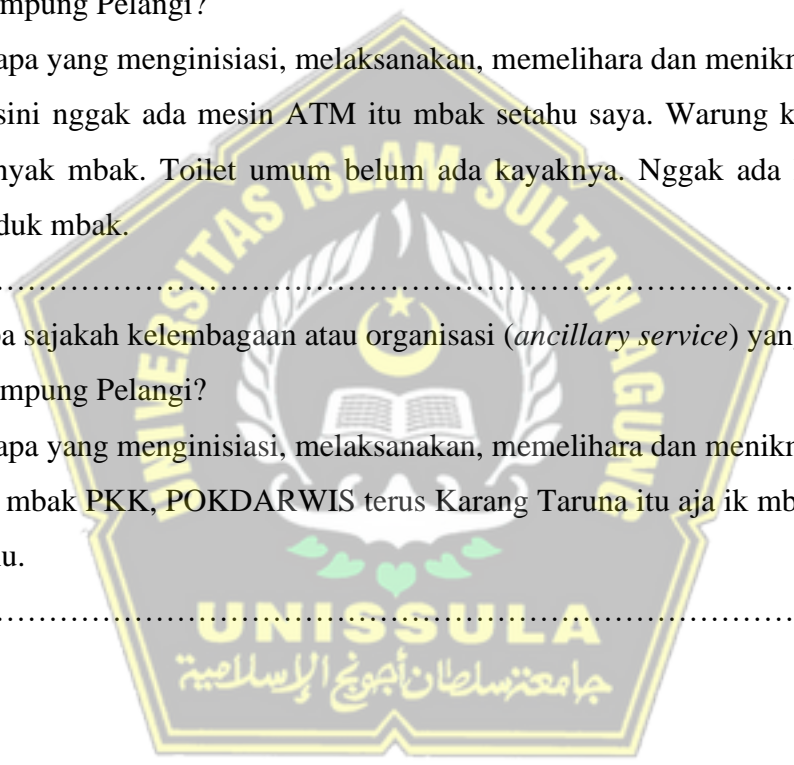 mpung Pelangi?
apa yang menginisiasi, melaksanakan, memelihara dan menikn
sini nggak ada mesin ATM itu mbak setahu saya. Warung k
nyak mbak. Toilet umum belum ada kayaknya. Nggak ada
duk mbak.
………………………………………………………………………
a sajakah kelembagaan atau organisasi (ancillary service) yan
mpung Pelangi?
apa yang menginisiasi, melaksanakan, memelihara dan menikn
mbak PKK, POKDARWIS terus Karang Taruna itu aja ik mb
u.
………………………………………………………………………
UNIVERSITAS ISLAM SULTAN AGUNG
UNISSULA
جامعة سلطان أجونج الإسلامية